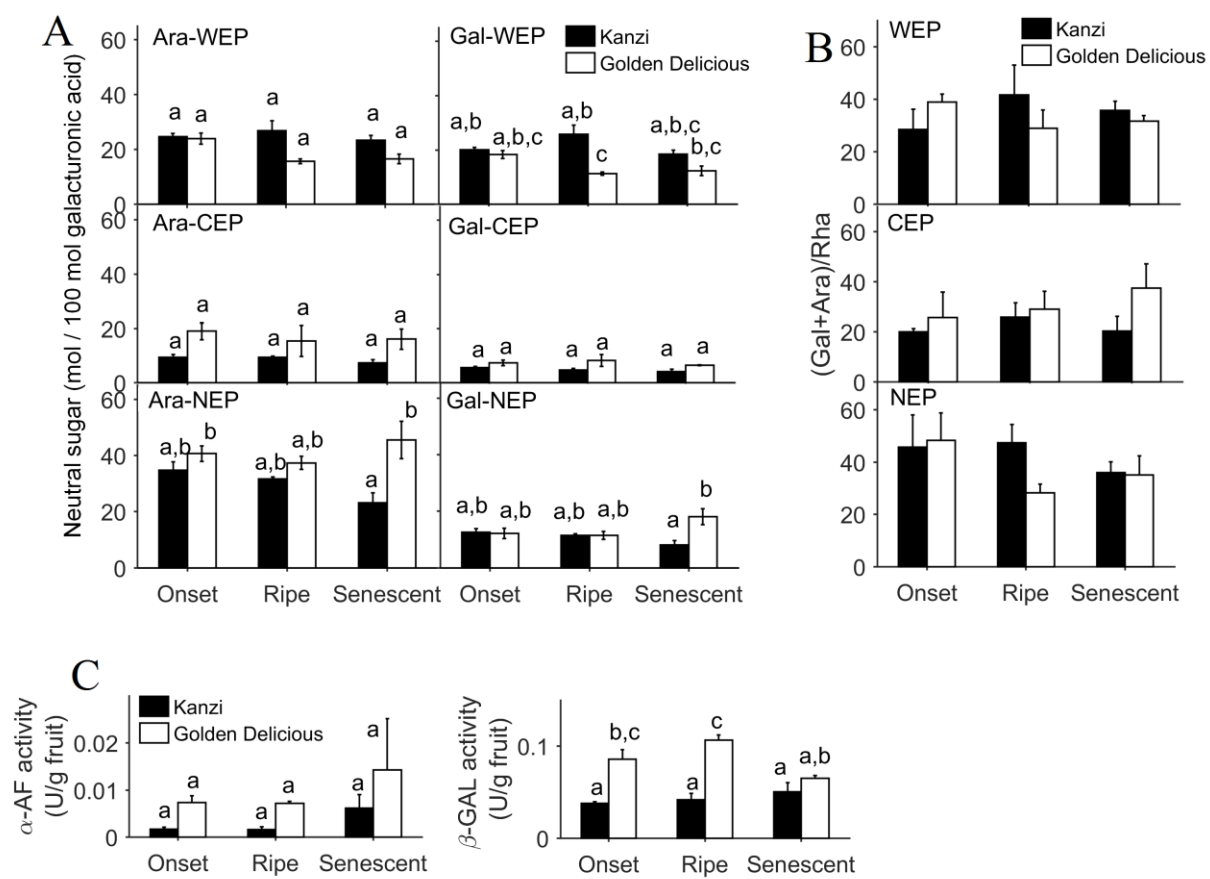 A
Neutral sugar (mol / 100 mol galacturonic acid)
Ara-WEP
60
40
20
0
a a a a a a
Gal-WEP
Kanzi
Golden Delicious
a,b a,b,c a,b c a,b,c b,c
Ara-CEP
60
40
20
0
a a a a a a
Gal-CEP
a a a a a a
Ara-NEP
60
40
20
0
a,b b a,b a,b a b
Gal-NEP
a,b a,b a,b a,b a b
Onset Ripe Senescent Onset Ripe Senescent
B
(Gal+Ara)/Rha
WEP
Kanzi
Golden Delicious
60
40
20
0
CEP
60
40
20
0
NEP
60
40
20
0
Onset Ripe Senescent
C
α-AF activity
(U/g fruit)
Kanzi
Golden Delicious
0.02
0.01
0
a a a a a a
Onset Ripe Senescent
β-GAL activity
(U/g fruit)
0.1
0
a b,c a c a a,b
Onset Ripe Senescent